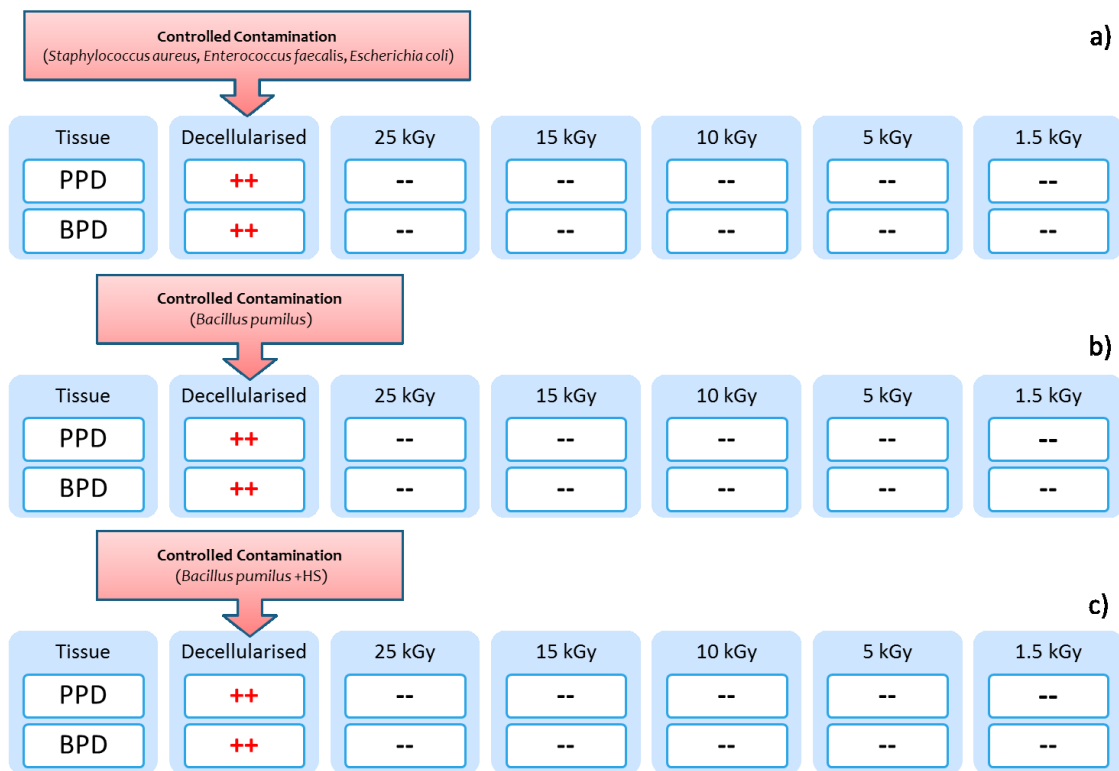 Controlled Contamination
(Staphylococcus aureus, Enterococcus faecalis, Escherichia coli)
a)
Tissue Decellularised 25 kGy 15 kGy 10 kGy 5 kGy 1.5 kGy
PPD ++ -- -- -- -- --
BPD ++ -- -- -- -- --
Controlled Contamination
(Bacillus pumilus)
b)
Tissue Decellularised 25 kGy 15 kGy 10 kGy 5 kGy 1.5 kGy
PPD ++ -- -- -- -- --
BPD ++ -- -- -- -- --
Controlled Contamination
(Bacillus pumilus +HS)
c)
Tissue Decellularised 25 kGy 15 kGy 10 kGy 5 kGy 1.5 kGy
PPD ++ -- -- -- -- --
BPD ++ -- -- -- -- --